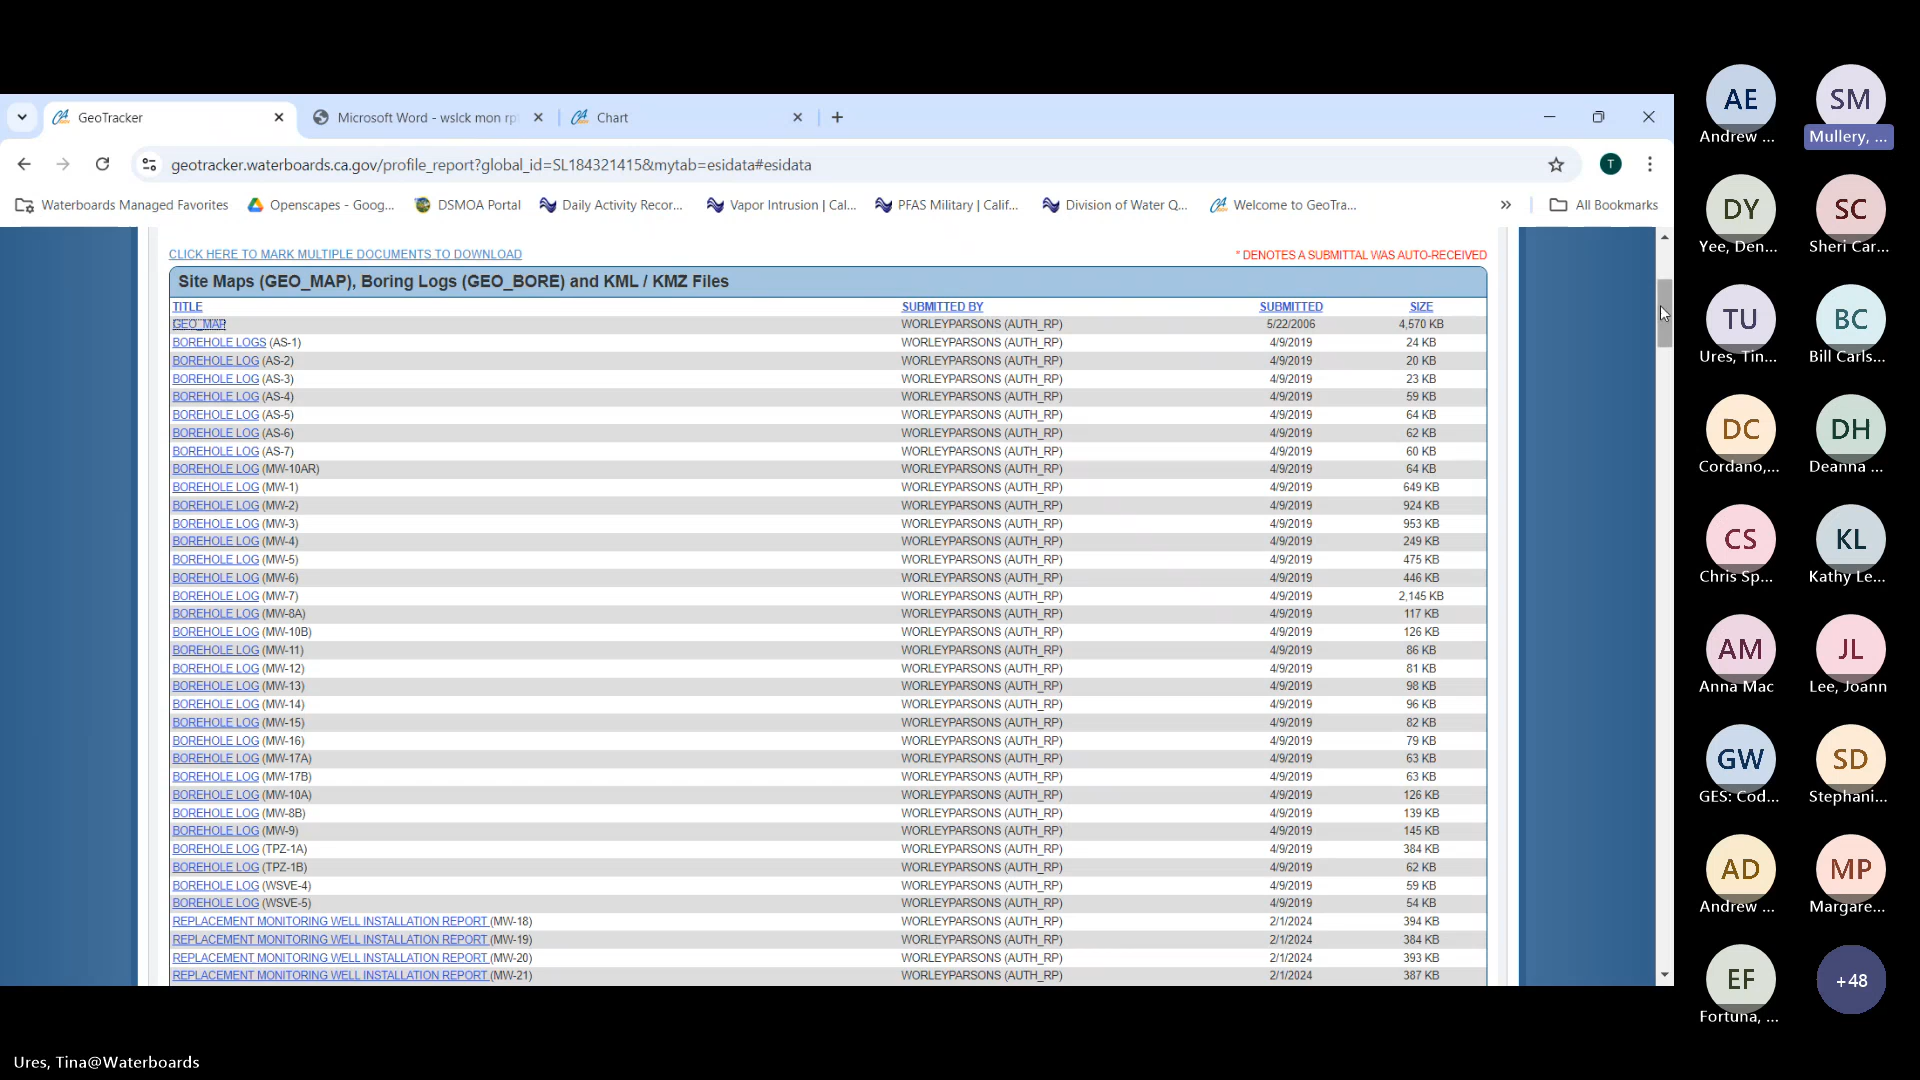 GeoTracker
Microsoft Word - wslck mon rp
Chart
geotracker.waterboards.ca.gov/profile_report?global_id=SL184321415&mytab=esidata#esidata
T
Waterboards Managed Favorites
Openscapes - Goog...
DSMOA Portal
Daily Activity Recor...
Vapor Intrusion | Cal...
PFAS Military | Calif...
Division of Water Q...
Welcome to GeoTra...
All Bookmarks
CLICK HERE TO MARK MULTIPLE DOCUMENTS TO DOWNLOAD
* DENOTES A SUBMITTAL WAS AUTO-RECEIVED
Site Maps (GEO_MAP), Boring Logs (GEO_BORE) and KML / KMZ Files
TITLE SUBMITTED BY SUBMITTED SIZE
GEO_MAP WORLEYPARSONS (AUTH_RP) 5/22/2006 4,570 KB
BOREHOLE LOGS (AS-1) WORLEYPARSONS (AUTH_RP) 4/9/2019 24 KB
BOREHOLE LOG (AS-2) WORLEYPARSONS (AUTH_RP) 4/9/2019 20 KB
BOREHOLE LOG (AS-3) WORLEYPARSONS (AUTH_RP) 4/9/2019 23 KB
BOREHOLE LOG (AS-4) WORLEYPARSONS (AUTH_RP) 4/9/2019 59 KB
BOREHOLE LOG (AS-5) WORLEYPARSONS (AUTH_RP) 4/9/2019 64 KB
BOREHOLE LOG (AS-6) WORLEYPARSONS (AUTH_RP) 4/9/2019 62 KB
BOREHOLE LOG (AS-7) WORLEYPARSONS (AUTH_RP) 4/9/2019 60 KB
BOREHOLE LOG (MW-10AR) WORLEYPARSONS (AUTH_RP) 4/9/2019 64 KB
BOREHOLE LOG (MW-1) WORLEYPARSONS (AUTH_RP) 4/9/2019 649 KB
BOREHOLE LOG (MW-2) WORLEYPARSONS (AUTH_RP) 4/9/2019 924 KB
BOREHOLE LOG (MW-3) WORLEYPARSONS (AUTH_RP) 4/9/2019 953 KB
BOREHOLE LOG (MW-4) WORLEYPARSONS (AUTH_RP) 4/9/2019 249 KB
BOREHOLE LOG (MW-5) WORLEYPARSONS (AUTH_RP) 4/9/2019 475 KB
BOREHOLE LOG (MW-6) WORLEYPARSONS (AUTH_RP) 4/9/2019 446 KB
BOREHOLE LOG (MW-7) WORLEYPARSONS (AUTH_RP) 4/9/2019 2,145 KB
BOREHOLE LOG (MW-8A) WORLEYPARSONS (AUTH_RP) 4/9/2019 117 KB
BOREHOLE LOG (MW-10B) WORLEYPARSONS (AUTH_RP) 4/9/2019 126 KB
BOREHOLE LOG (MW-11) WORLEYPARSONS (AUTH_RP) 4/9/2019 86 KB
BOREHOLE LOG (MW-12) WORLEYPARSONS (AUTH_RP) 4/9/2019 81 KB
BOREHOLE LOG (MW-13) WORLEYPARSONS (AUTH_RP) 4/9/2019 98 KB
BOREHOLE LOG (MW-14) WORLEYPARSONS (AUTH_RP) 4/9/2019 96 KB
BOREHOLE LOG (MW-15) WORLEYPARSONS (AUTH_RP) 4/9/2019 82 KB
BOREHOLE LOG (MW-16) WORLEYPARSONS (AUTH_RP) 4/9/2019 79 KB
BOREHOLE LOG (MW-17A) WORLEYPARSONS (AUTH_RP) 4/9/2019 63 KB
BOREHOLE LOG (MW-17B) WORLEYPARSONS (AUTH_RP) 4/9/2019 63 KB
BOREHOLE LOG (MW-10A) WORLEYPARSONS (AUTH_RP) 4/9/2019 126 KB
BOREHOLE LOG (MW-8B) WORLEYPARSONS (AUTH_RP) 4/9/2019 139 KB
BOREHOLE LOG (MW-9) WORLEYPARSONS (AUTH_RP) 4/9/2019 145 KB
BOREHOLE LOG (TPZ-1A) WORLEYPARSONS (AUTH_RP) 4/9/2019 384 KB
BOREHOLE LOG (TPZ-1B) WORLEYPARSONS (AUTH_RP) 4/9/2019 62 KB
BOREHOLE LOG (WSVE-4) WORLEYPARSONS (AUTH_RP) 4/9/2019 59 KB
BOREHOLE LOG (WSVE-5) WORLEYPARSONS (AUTH_RP) 4/9/2019 54 KB
REPLACEMENT MONITORING WELL INSTALLATION REPORT (MW-18) WORLEYPARSONS (AUTH_RP) 2/1/2024 394 KB
REPLACEMENT MONITORING WELL INSTALLATION REPORT (MW-19) WORLEYPARSONS (AUTH_RP) 2/1/2024 384 KB
REPLACEMENT MONITORING WELL INSTALLATION REPORT (MW-20) WORLEYPARSONS (AUTH_RP) 2/1/2024 393 KB
REPLACEMENT MONITORING WELL INSTALLATION REPORT (MW-21) WORLEYPARSONS (AUTH_RP) 2/1/2024 387 KB
AE SM
Andrew ... Mullery, ...
DY SC
Yee, Den... Sheri Car...
TU BC
Ures, Tin... Bill Carls...
DC DH
Cordano,... Deanna ...
CS KL
Chris Sp... Kathy Le...
AM JL
Anna Mac Lee, Joann
GW SD
GES: Cod... Stephani...
AD MP
Andrew ... Margare...
EF +48
Fortuna, ...
Ures, Tina@Waterboards